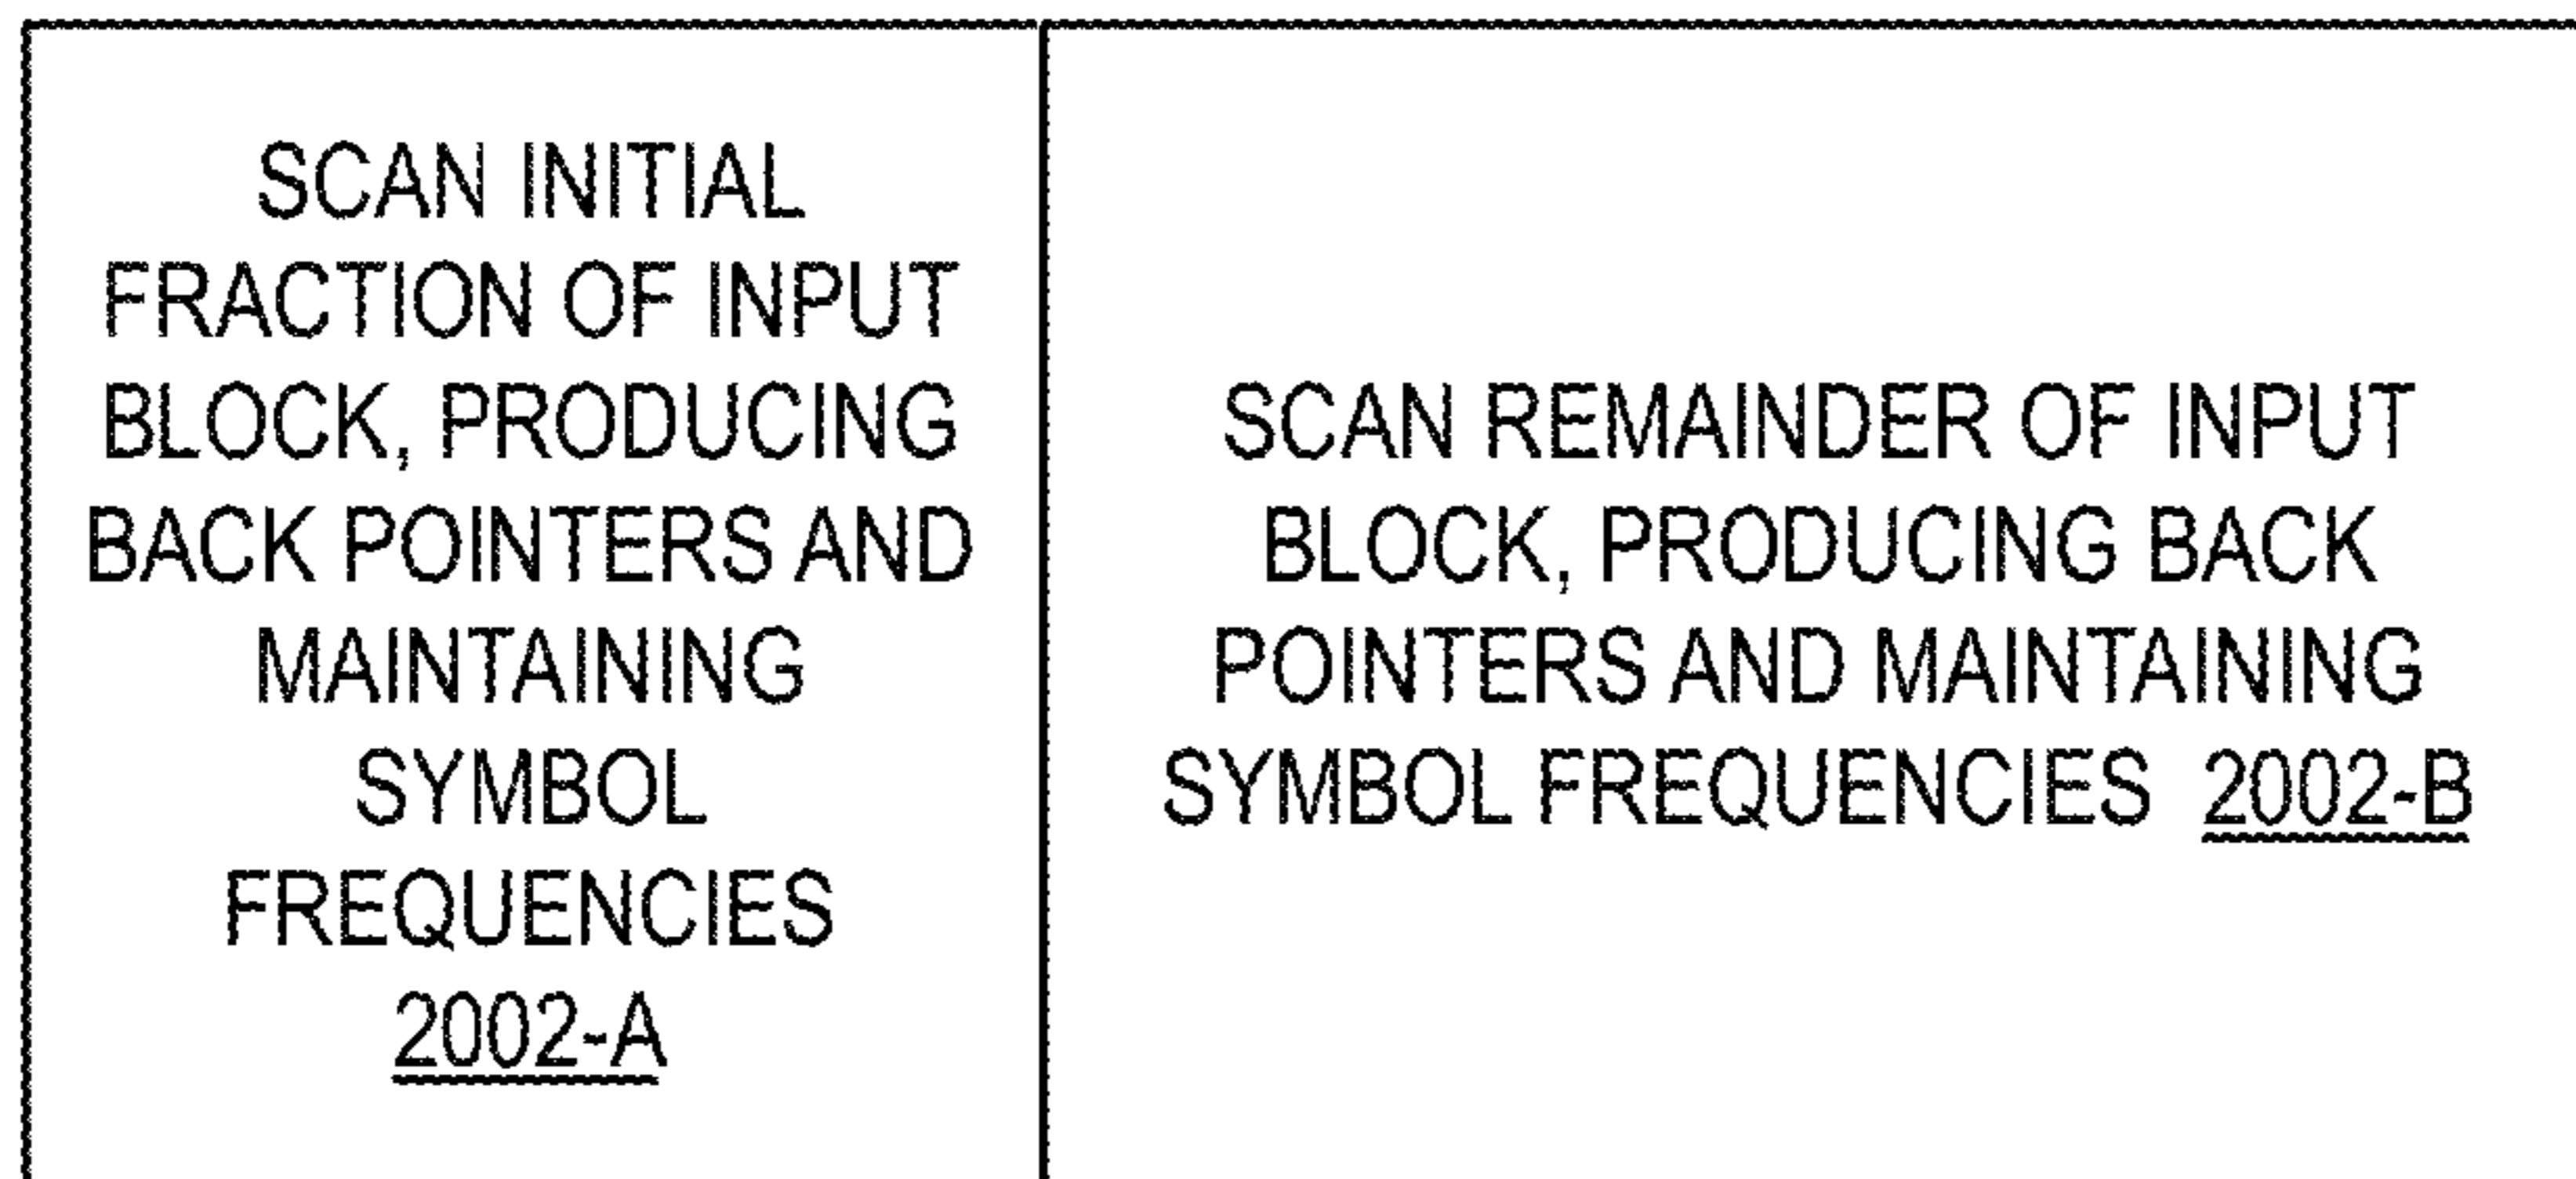 SCAN INITIAL
FRACTION OF INPUT
BLOCK, PRODUCING
BACK POINTERS AND
MAINTAINING
SYMBOL
FREQUENCIES
2002-A
SCAN REMAINDER OF INPUT
BLOCK, PRODUCING BACK
POINTERS AND MAINTAINING
SYMBOL FREQUENCIES 2002-B